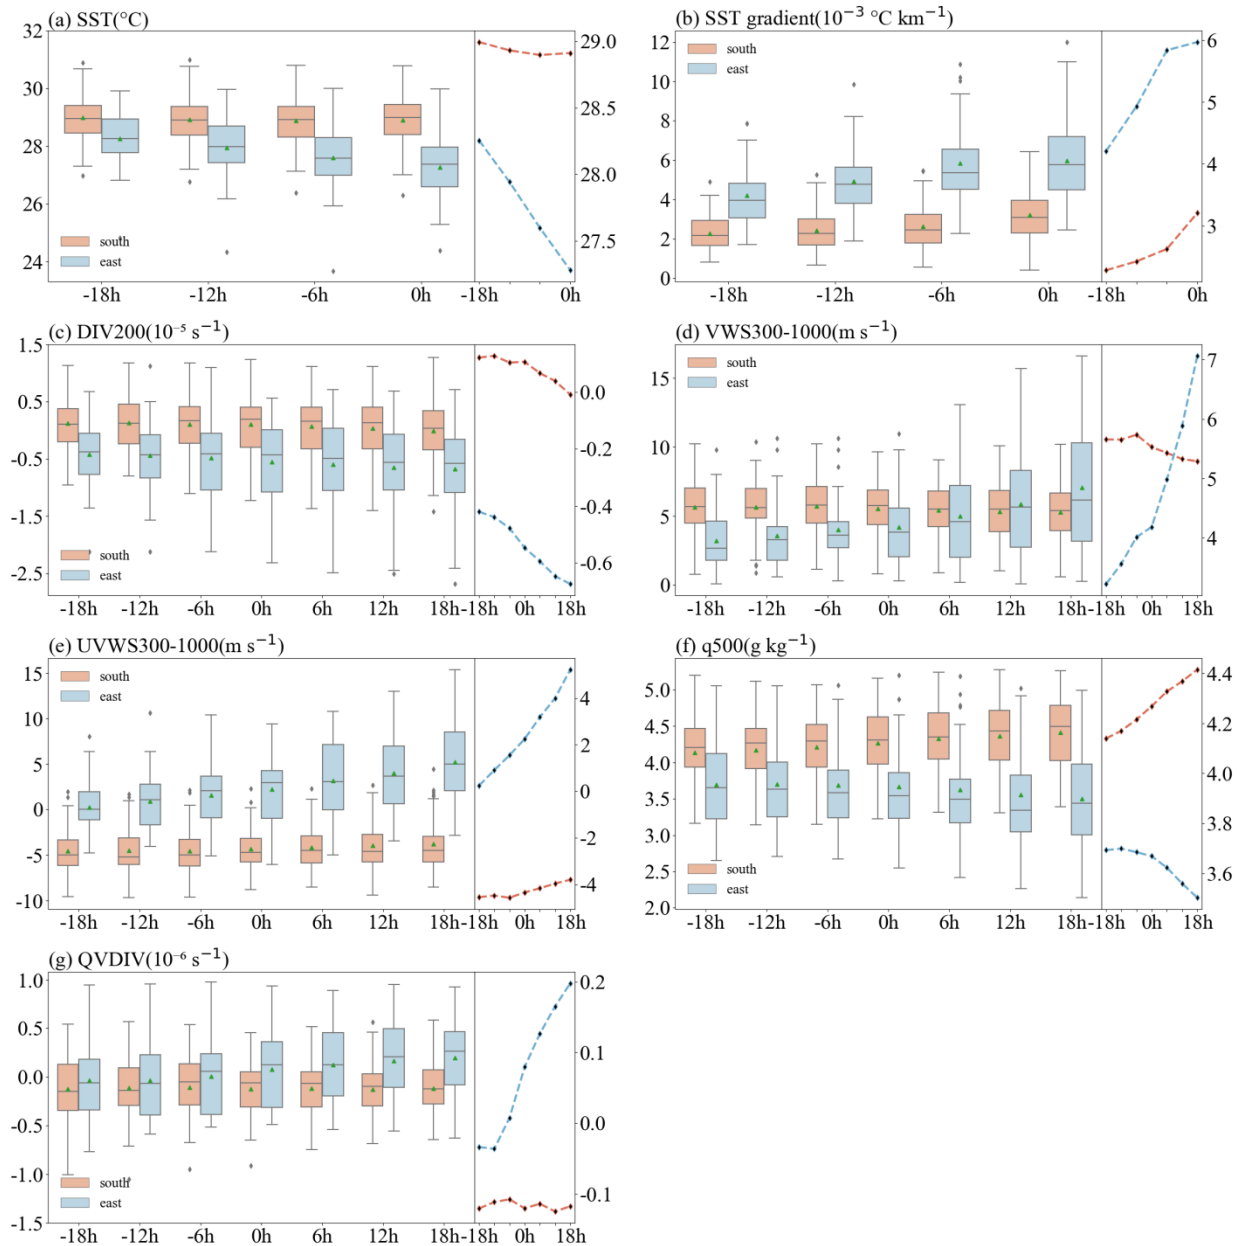 (a) SST(°C)
32
30
28
26
24
south
east
-18h -12h -6h 0h -18h 0h
29.0
28.5
28.0
27.5
(b) SST gradient(10⁻³ °C km⁻¹)
12
10
8
6
4
2
0
south
east
-18h -12h -6h 0h -18h 0h
6
5
4
3
(c) DIV200(10⁻⁵ s⁻¹)
1.5
0.5
-0.5
-1.5
-2.5
south
east
-18h -12h -6h 0h 6h 12h 18h -18h 0h 18h
0.0
-0.2
-0.4
-0.6
(d) VWS300-1000(m s⁻¹)
15
10
5
0
south
east
-18h -12h -6h 0h 6h 12h 18h -18h 0h 18h
7
6
5
4
(e) UVWS300-1000(m s⁻¹)
15
10
5
0
-5
-10
south
east
-18h -12h -6h 0h 6h 12h 18h -18h 0h 18h
4
2
0
-2
-4
(f) q500(g kg⁻¹)
5.0
4.5
4.0
3.5
3.0
2.5
2.0
south
east
-18h -12h -6h 0h 6h 12h 18h -18h 0h 18h
4.4
4.2
4.0
3.8
3.6
(g) QVDIV(10⁻⁶ s⁻¹)
1.0
0.5
0.0
-0.5
-1.0
-1.5
south
east
-18h -12h -6h 0h 6h 12h 18h -18h 0h 18h
0.2
0.1
0.0
-0.1